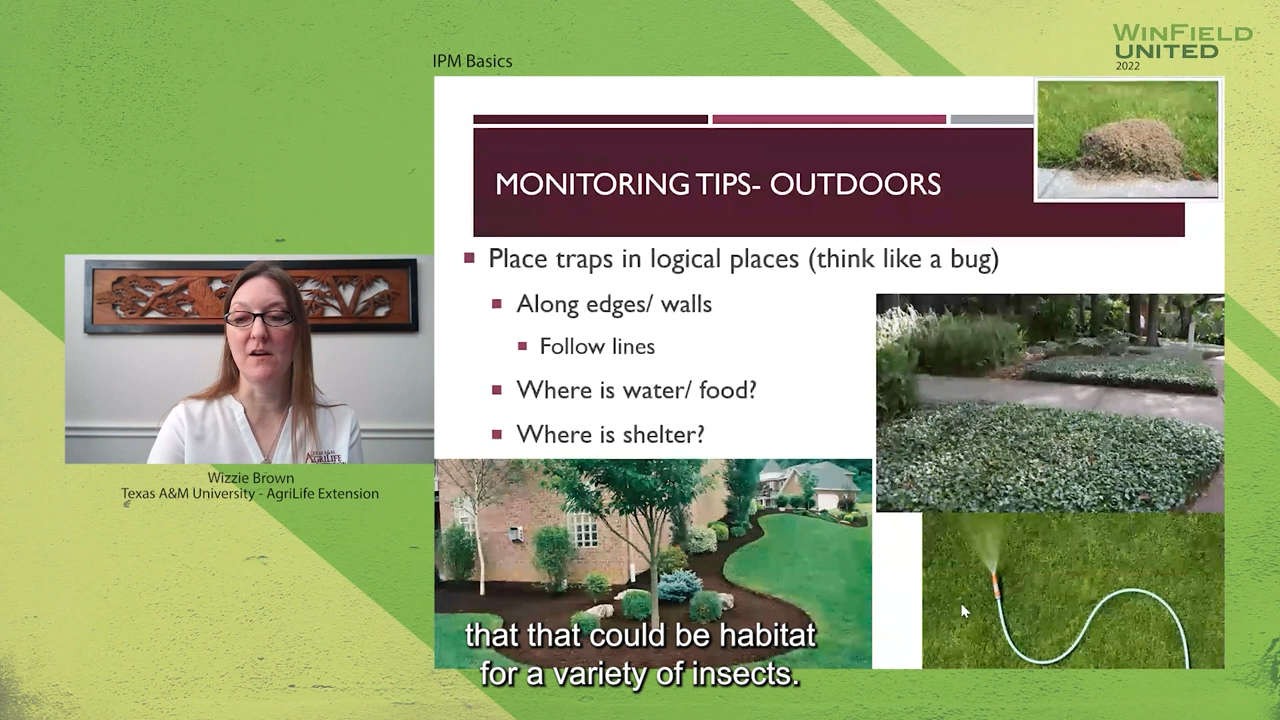 WINFIELD
UNITED
2022
IPM Basics
MONITORING TIPS- OUTDOORS
Place traps in logical places (think like a bug)
Along edges/ walls
Follow lines
Where is water/ food?
Where is shelter?
AGRILIFE
Wizzie Brown
Texas A&M University - AgriLife Extension
that that could be habitat
for a variety of insects.